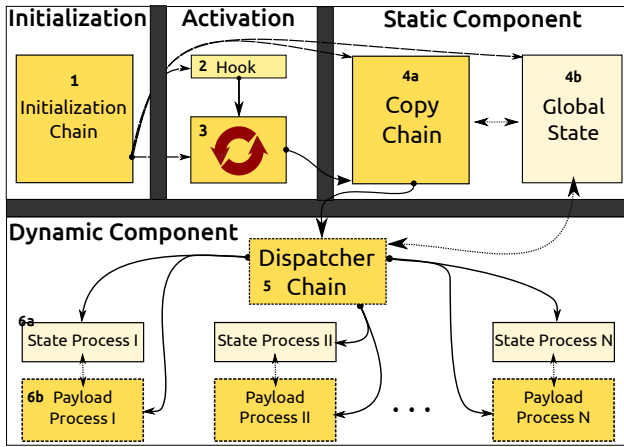 Initialization
Activation
Static Component
1
Initialization
Chain
2 Hook
3
4a
Copy
Chain
4b
Global
State
Dynamic Component
Dispatcher
5 Chain
6a
State Process I
State Process II
State Process N
6b Payload
Process I
Payload
Process II
. . .
Payload
Process N